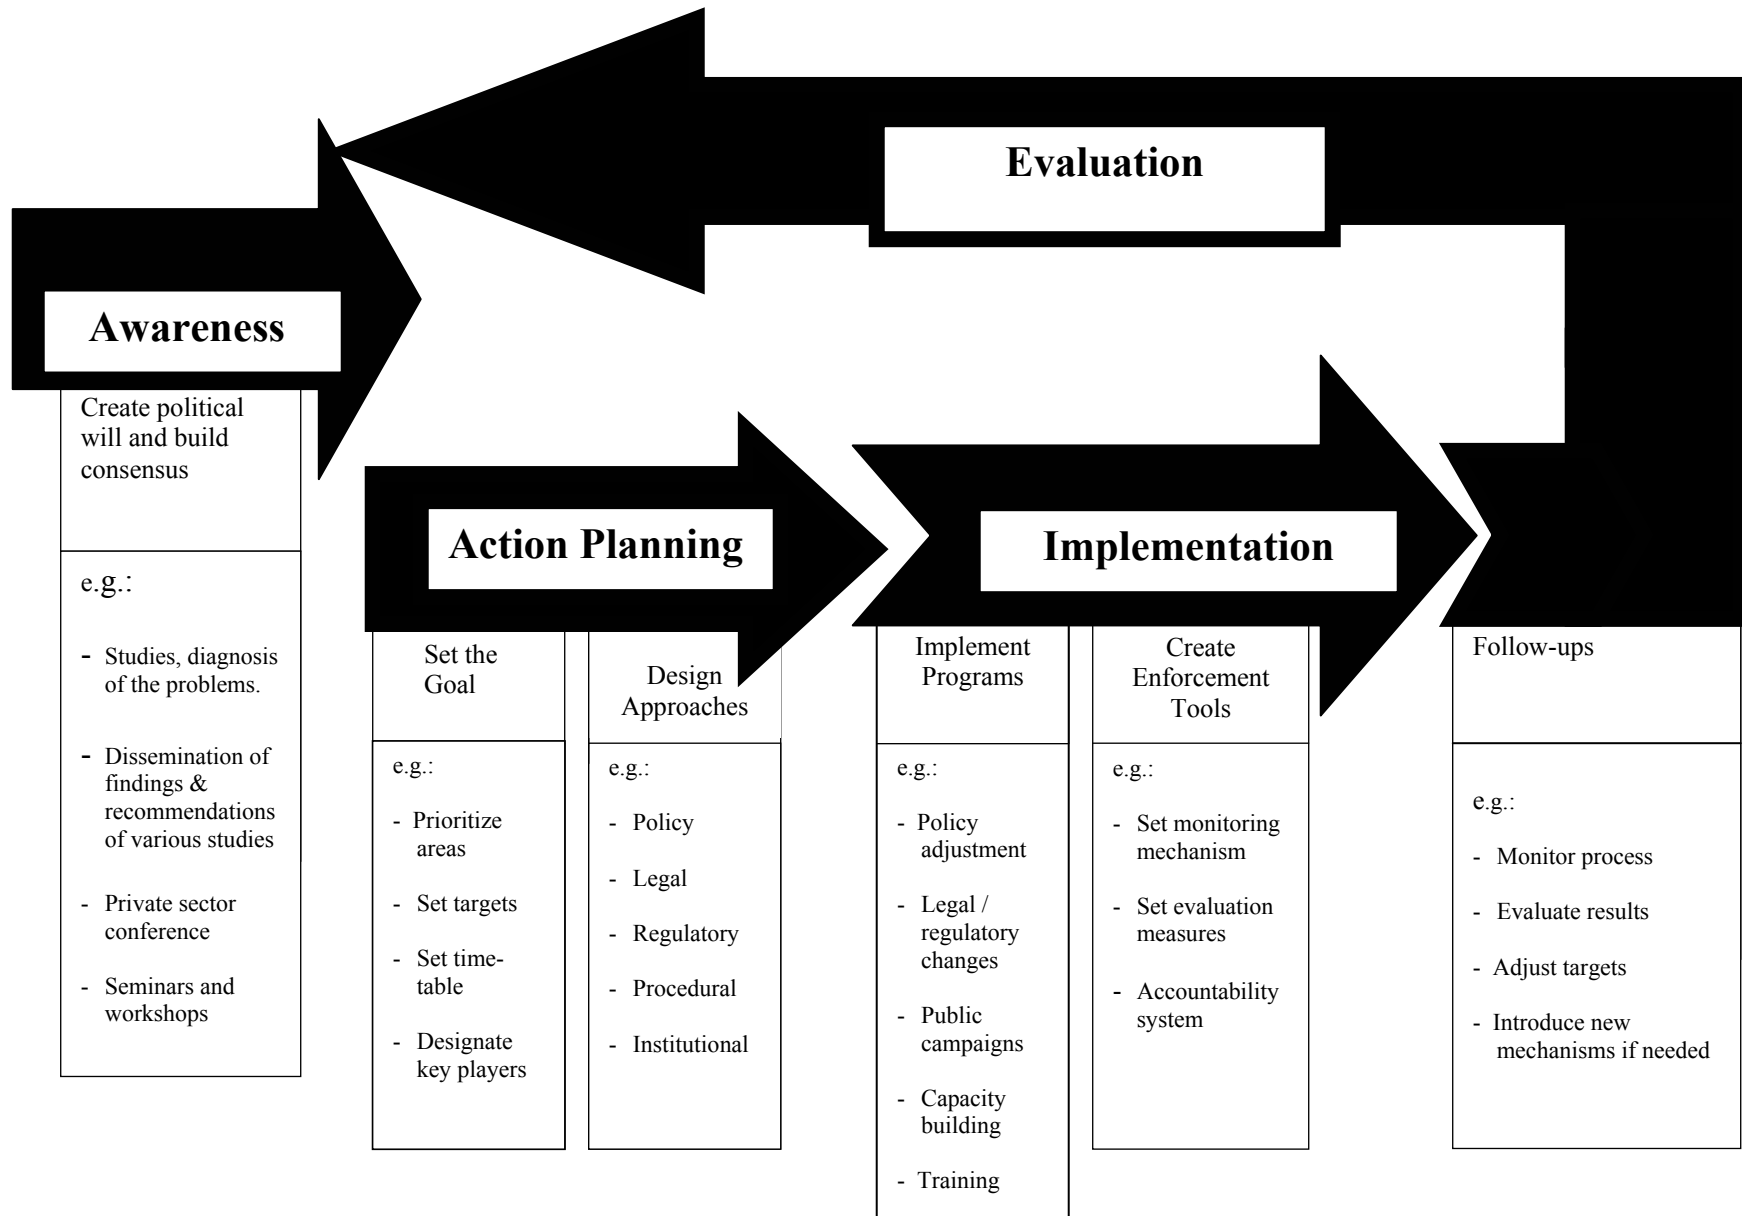 Evaluation
Awareness
Create political
will and build
consensus
e.g.:
- Studies, diagnosis
of the problems.
- Dissemination of
findings &
recommendations
of various studies
- Private sector
conference
- Seminars and
workshops
Action Planning
Set the
Goal
e.g.:
- Prioritize
areas
- Set targets
- Set time-
table
- Designate
key players
Design
Approaches
e.g.:
- Policy
- Legal
- Regulatory
- Procedural
- Institutional
Implementation
Implement
Programs
e.g.:
- Policy
adjustment
- Legal /
regulatory
changes
- Public
campaigns
- Capacity
building
- Training
Create
Enforcement
Tools
e.g.:
- Set monitoring
mechanism
- Set evaluation
measures
- Accountability
system
Follow-ups
e.g.:
- Monitor process
- Evaluate results
- Adjust targets
- Introduce new
mechanisms if needed